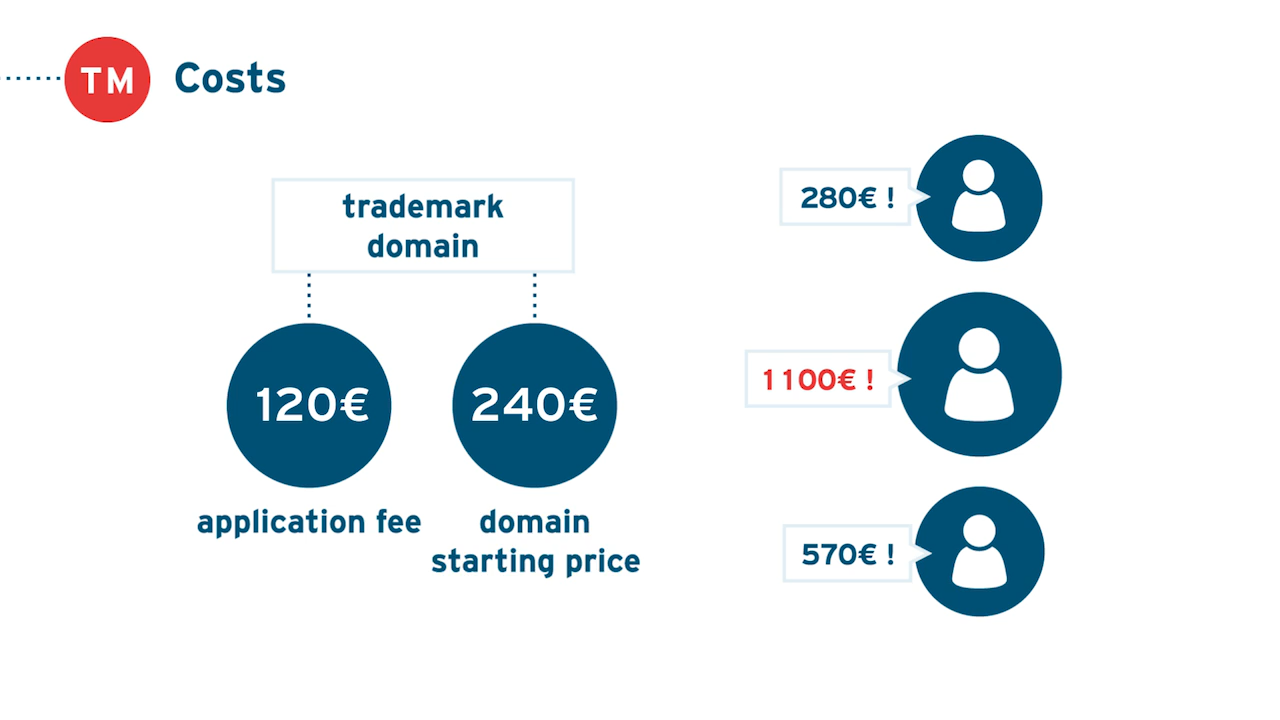 TM
Costs
trademark
domain
120€
application fee
240€
domain
starting price
280€ !
1100€ !
570€ !